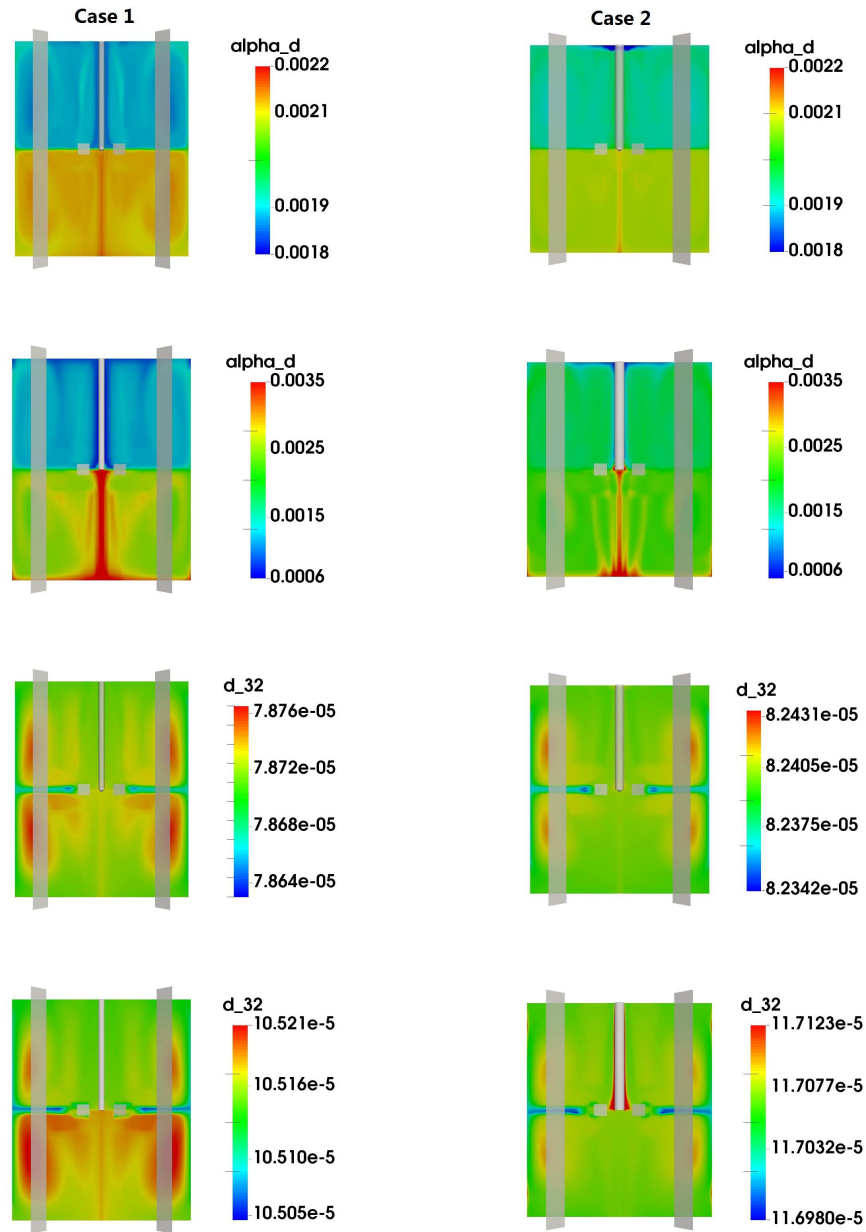 Case 1
Case 2
alpha_d
0.0022
0.0021
0.0019
0.0018
alpha_d
0.0022
0.0021
0.0019
0.0018
alpha_d
0.0035
0.0025
0.0015
0.0006
alpha_d
0.0035
0.0025
0.0015
0.0006
d_32
7.876e-05
7.872e-05
7.868e-05
7.864e-05
d_32
8.2431e-05
8.2405e-05
8.2375e-05
8.2342e-05
d_32
10.521e-5
10.516e-5
10.510e-5
10.505e-5
d_32
11.7123e-5
11.7077e-5
11.7032e-5
11.6980e-5